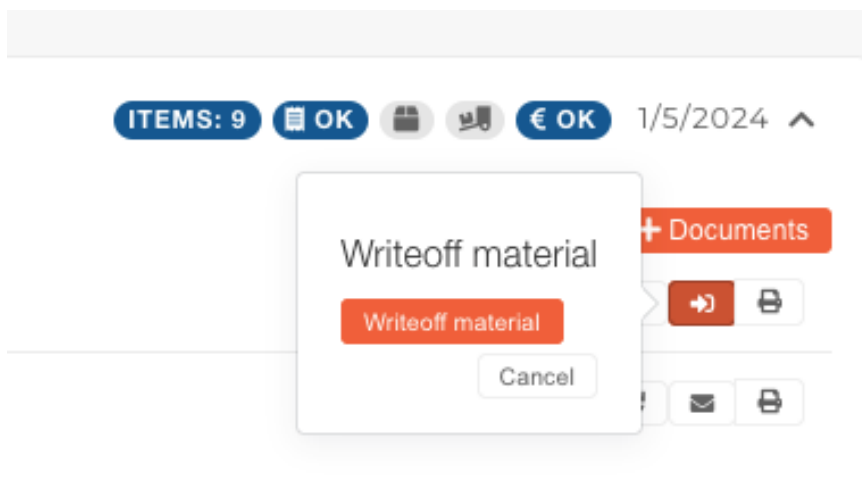 ITEMS: 9 OK € OK 1/5/2024
+ Documents
Writeoff material
Writeoff material
Cancel